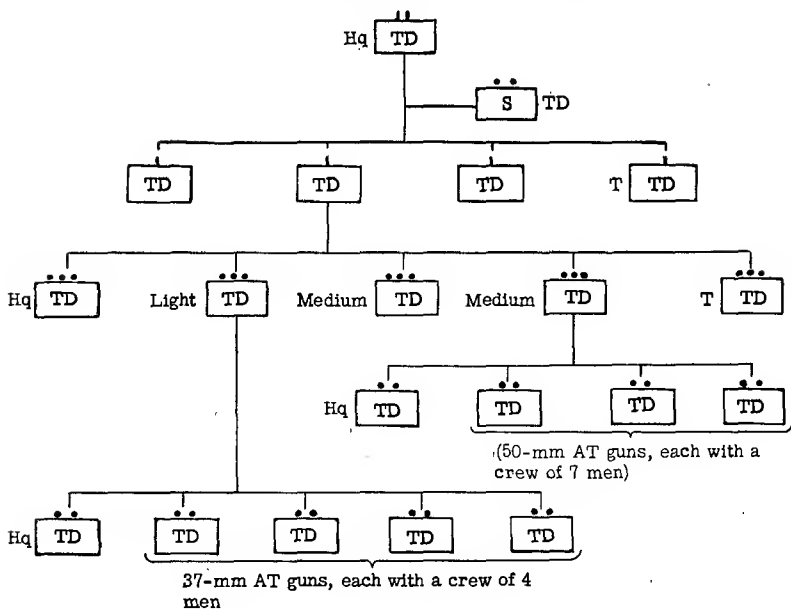 Hq TD
S TD
TD TD TD T TD
Hq TD Light TD Medium TD Medium TD T TD
Hq TD TD TD TD
(50-mm AT guns, each with a
crew of 7 men)
Hq TD TD TD TD TD
37-mm AT guns, each with a crew of 4
men